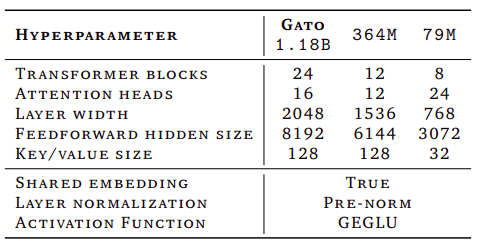 HYPERPARAMETER GATO 1.18B 364M 79M
TRANSFORMER BLOCKS 24 12 8
ATTENTION HEADS 16 12 24
LAYER WIDTH 2048 1536 768
FEEDFORWARD HIDDEN SIZE 8192 6144 3072
KEY/VALUE SIZE 128 128 32
SHARED EMBEDDING TRUE
LAYER NORMALIZATION PRE-NORM
ACTIVATION FUNCTION GEGLU